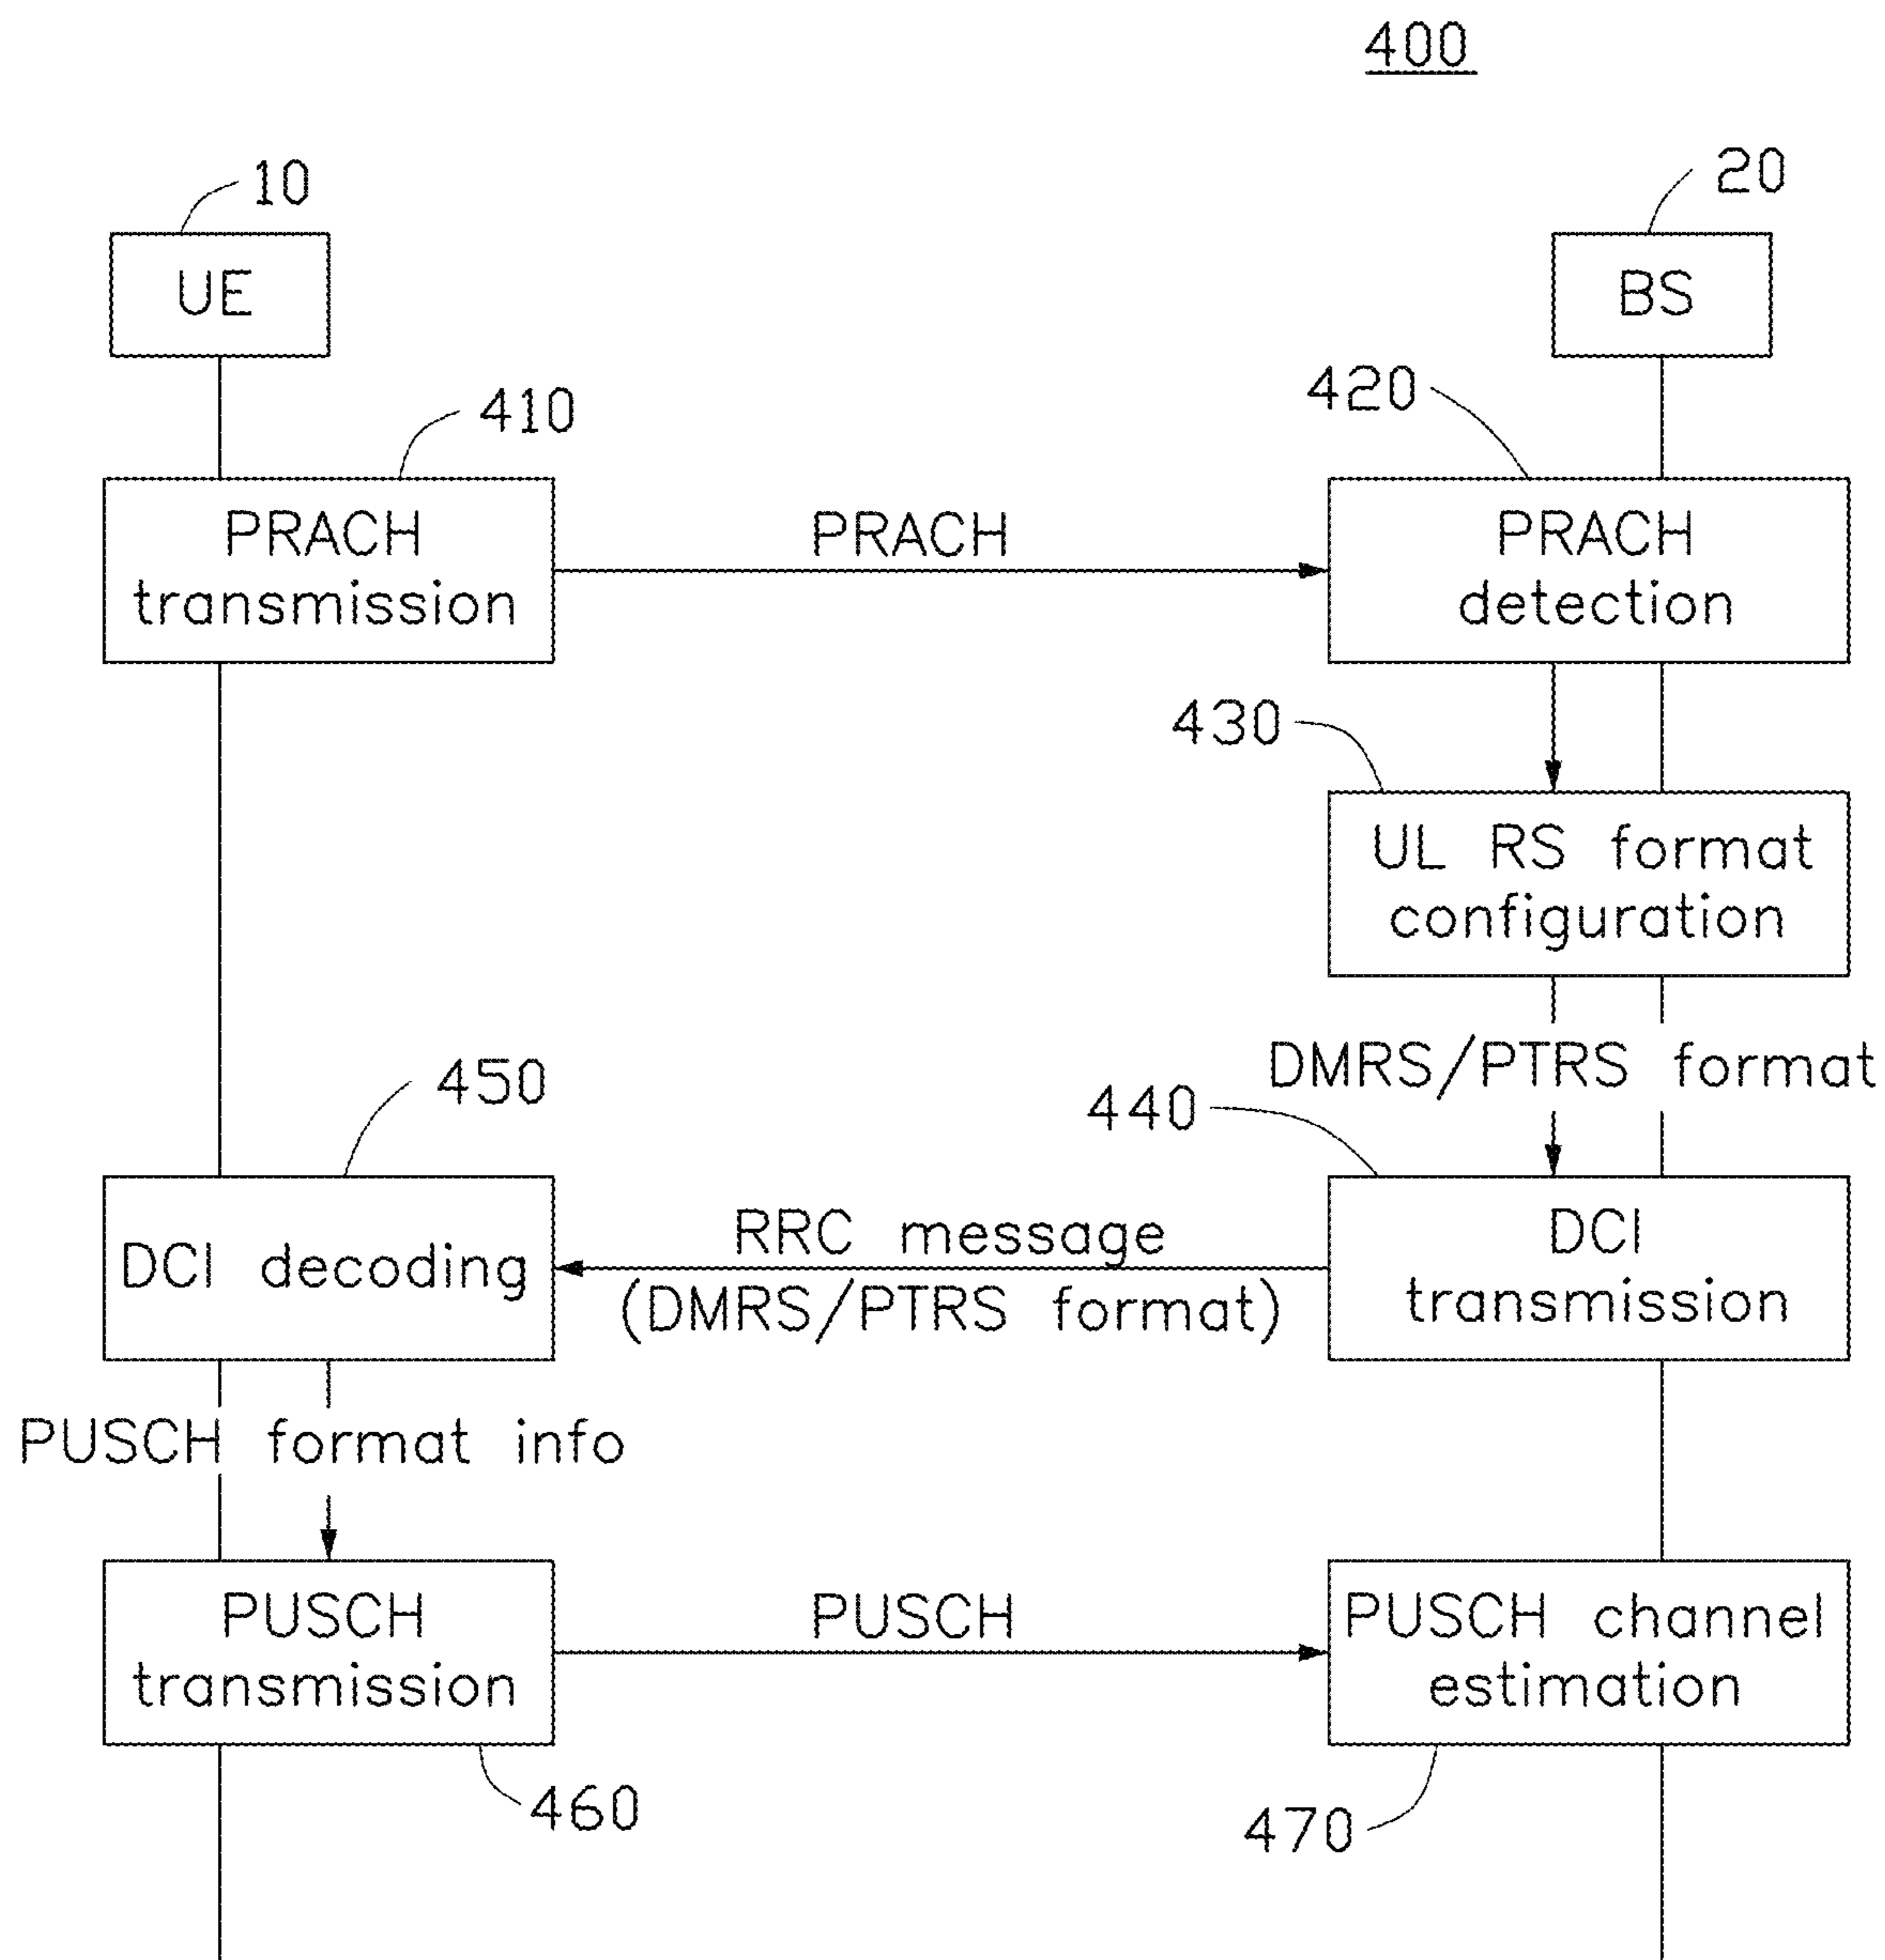 400
10
20
UE
BS
410
420
PRACH
transmission
PRACH
PRACH
detection
430
UL RS format
configuration
DMRS/PTRS format
450
440
DCI decoding
RRC message
(DMRS/PTRS format)
DCI
transmission
PUSCH format info
PUSCH
transmission
PUSCH
PUSCH channel
estimation
460
470